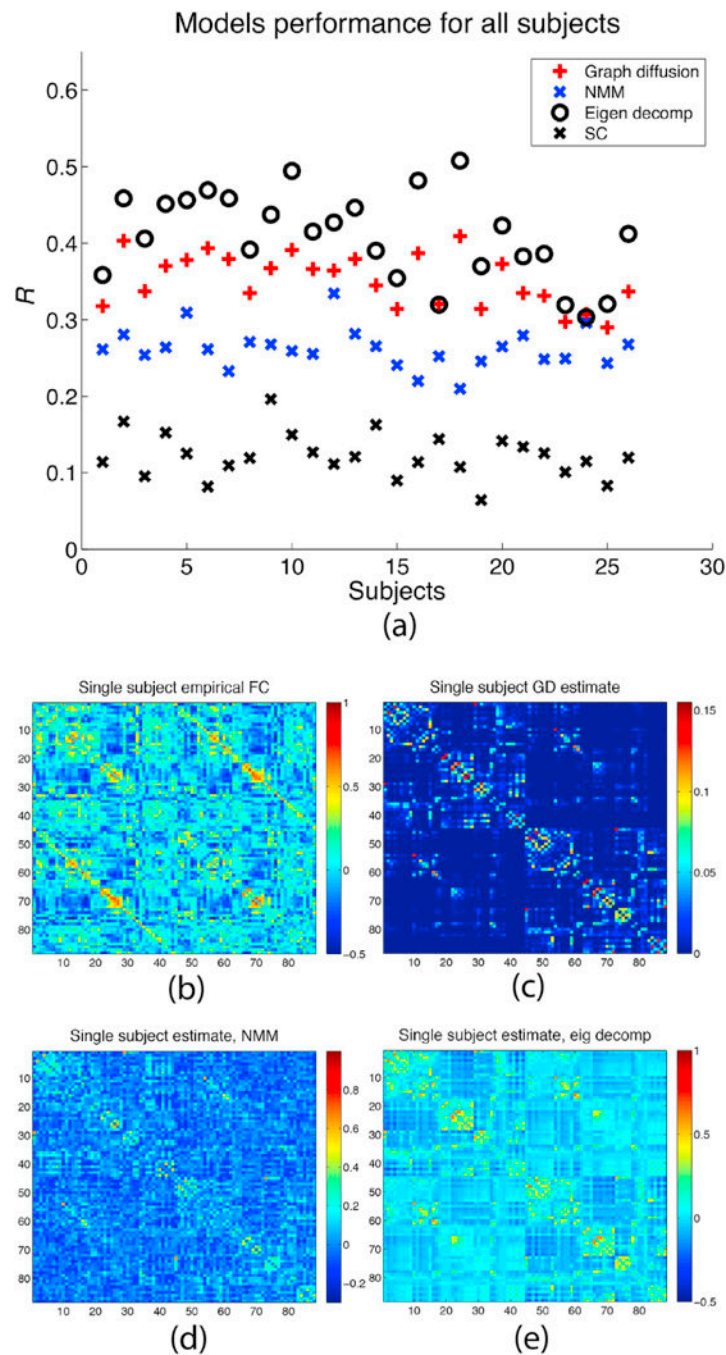 Models performance for all subjects
Graph diffusion
NMM
Eigen decomp
SC
0.6
0.5
0.4
0.3
0.2
0.1
0
R
0 5 10 15 20 25 30
Subjects
(a)
Single subject empirical FC
10
20
30
40
50
60
70
80
10 20 30 40 50 60 70 80
1
0.5
0
-0.5
(b)
Single subject GD estimate
10
20
30
40
50
60
70
80
10 20 30 40 50 60 70 80
0.15
0.1
0.05
0
(c)
Single subject estimate, NMM
10
20
30
40
50
60
70
80
10 20 30 40 50 60 70 80
0.8
0.6
0.4
0.2
0
-0.2
(d)
Single subject estimate, eig decomp
10
20
30
40
50
60
70
80
10 20 30 40 50 60 70 80
1
0.5
0
-0.5
(e)